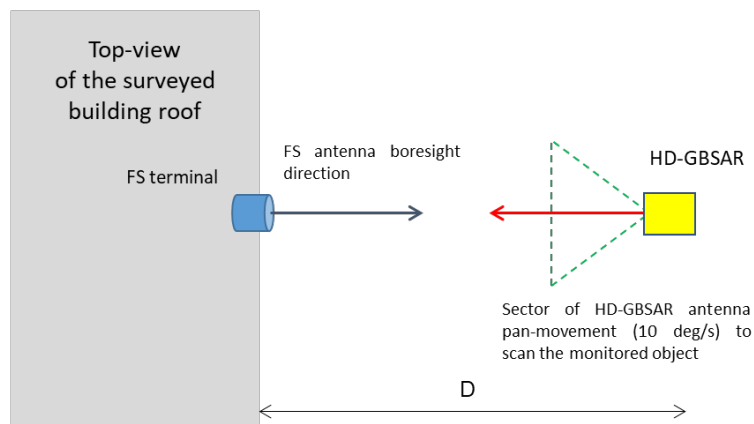 Top-view
of the surveyed
building roof
FS antenna boresight
direction
HD-GBSAR
FS terminal
Sector of HD-GBSAR antenna
pan-movement (10 deg/s) to
scan the monitored object
D